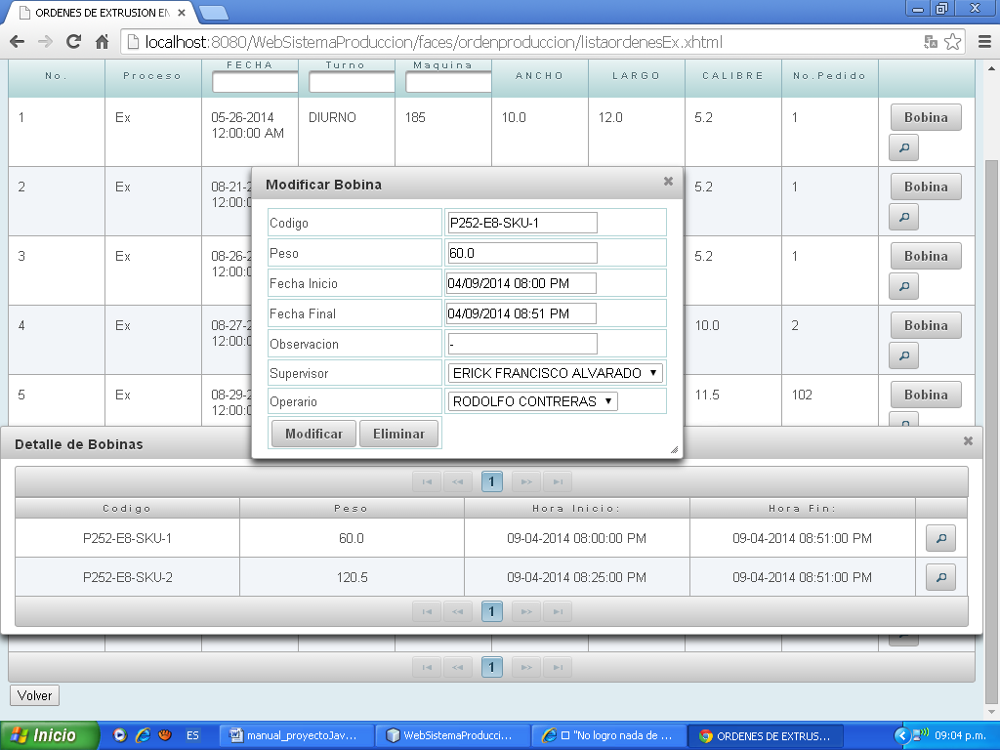 ORDENES DE EXTRUSION EN
localhost:8080/WebSistemaProduccion/faces/ordenproduccion/listaordenesEx.xhtml
No. Proceso FECHA Turno Maquina ANCHO LARGO CALIBRE No.Pedido
1 Ex 05-26-2014 12:00:00 AM DIURNO 185 10.0 12.0 5.2 1 Bobina
2 Ex 08-21-2 12:00:0 5.2 1 Bobina
3 Ex 08-26-2 12:00:0 5.2 1 Bobina
4 Ex 08-27-2 12:00:0 10.0 2 Bobina
5 Ex 08-29-2 12:00:0 11.5 102 Bobina
Modificar Bobina
Codigo P252-E8-SKU-1
Peso 60.0
Fecha Inicio 04/09/2014 08:00 PM
Fecha Final 04/09/2014 08:51 PM
Observacion -
Supervisor ERICK FRANCISCO ALVARADO
Operario RODOLFO CONTRERAS
Modificar Eliminar
Detalle de Bobinas
1
Codigo Peso Hora Inicio: Hora Fin:
P252-E8-SKU-1 60.0 09-04-2014 08:00:00 PM 09-04-2014 08:51:00 PM
P252-E8-SKU-2 120.5 09-04-2014 08:25:00 PM 09-04-2014 08:51:00 PM
1
1
Volver
Inicio ES manual_proyectoJav... WebSistemaProducci... "No logro nada de ... ORDENES DE EXTRUS... 09:04 p.m.